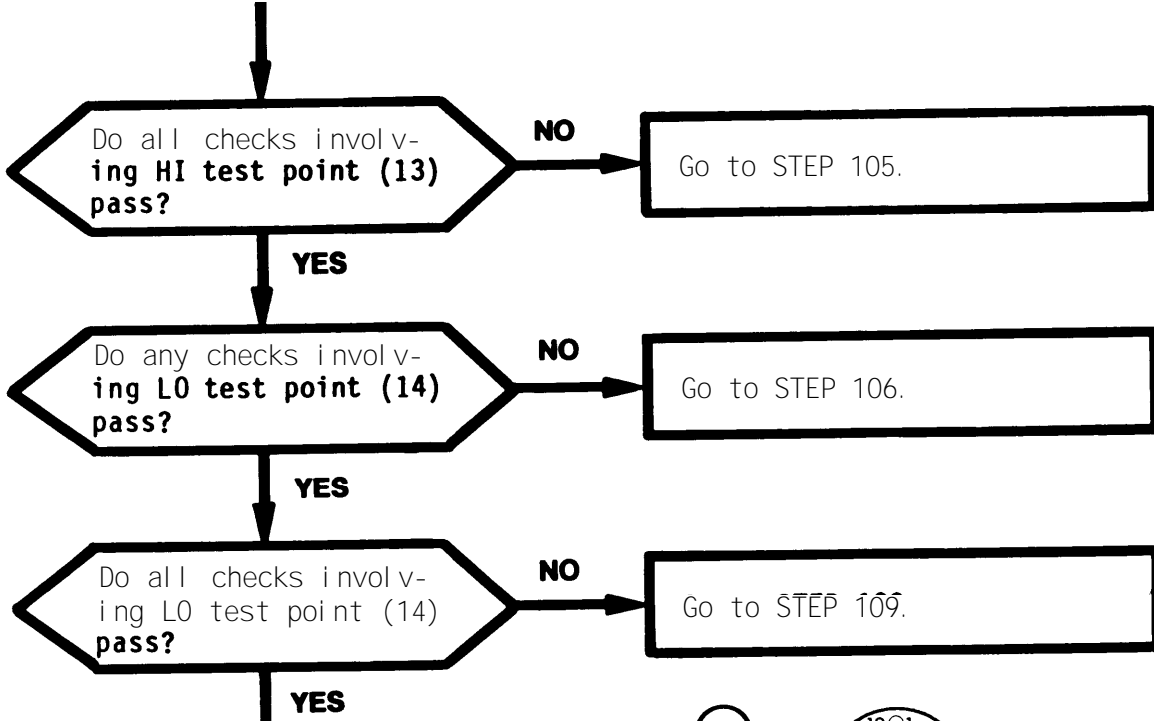 Do all checks involv-
ing HI test point (13)
pass?
NO
Go to STEP 105.
YES
Do any checks involv-
ing LO test point (14)
pass?
NO
Go to STEP 106.
YES
Do all checks involv-
ing LO test point (14)
pass?
NO
Go to STEP 109.
YES